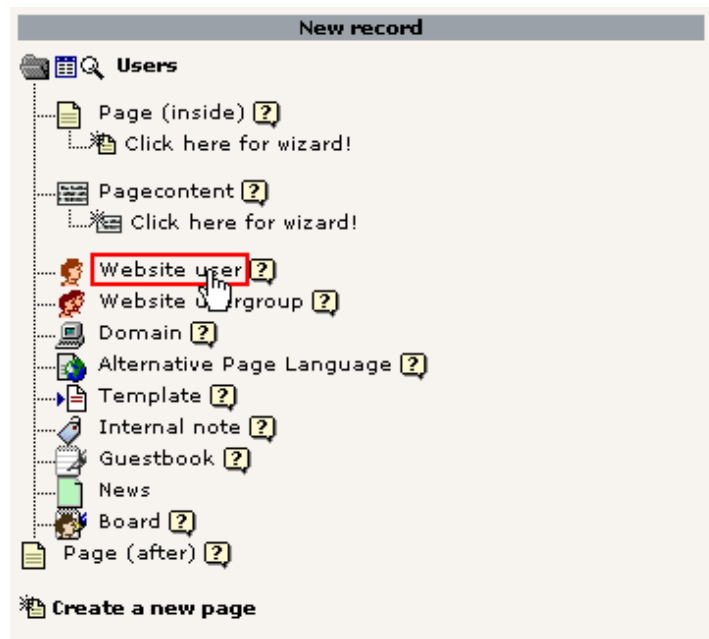 New record
Users
Page (inside) [?]
Click here for wizard!
Pagecontent [?]
Click here for wizard!
Website user [?]
Website usergroup [?]
Domain [?]
Alternative Page Language [?]
Template [?]
Internal note [?]
Guestbook [?]
News
Board [?]
Page (after) [?]
Create a new page